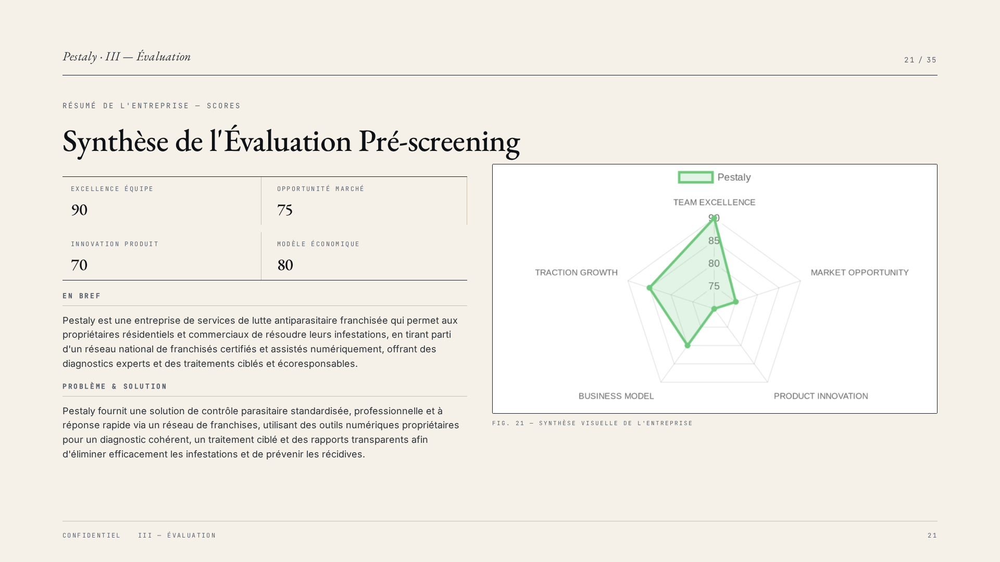 Pestaly · III — Évaluation
21 / 35
RÉSUMÉ DE L'ENTREPRISE — SCORES
Synthèse de l'Évaluation Pré-screening
EXCELLENCE ÉQUIPE
90
OPPORTUNITÉ MARCHÉ
75
INNOVATION PRODUIT
70
MODÈLE ÉCONOMIQUE
80
EN BREF
Pestaly est une entreprise de services de lutte antiparasitaire franchisée qui permet aux
propriétaires résidentiels et commerciaux de résoudre leurs infestations, en tirant parti
d'un réseau national de franchisés certifiés et assistés numériquement, offrant des
diagnostics experts et des traitements ciblés et écoresponsables.
PROBLÈME & SOLUTION
Pestaly fournit une solution de contrôle parasitaire standardisée, professionnelle et à
réponse rapide via un réseau de franchises, utilisant des outils numériques propriétaires
pour un diagnostic cohérent, un traitement ciblé et des rapports transparents afin
d'éliminer efficacement les infestations et de prévenir les récidives.
Pestaly
TEAM EXCELLENCE
90
85
80
75
TRACTION GROWTH
MARKET OPPORTUNITY
BUSINESS MODEL
PRODUCT INNOVATION
FIG. 21 — SYNTHÈSE VISUELLE DE L'ENTREPRISE
CONFIDENTIEL
III — ÉVALUATION
21